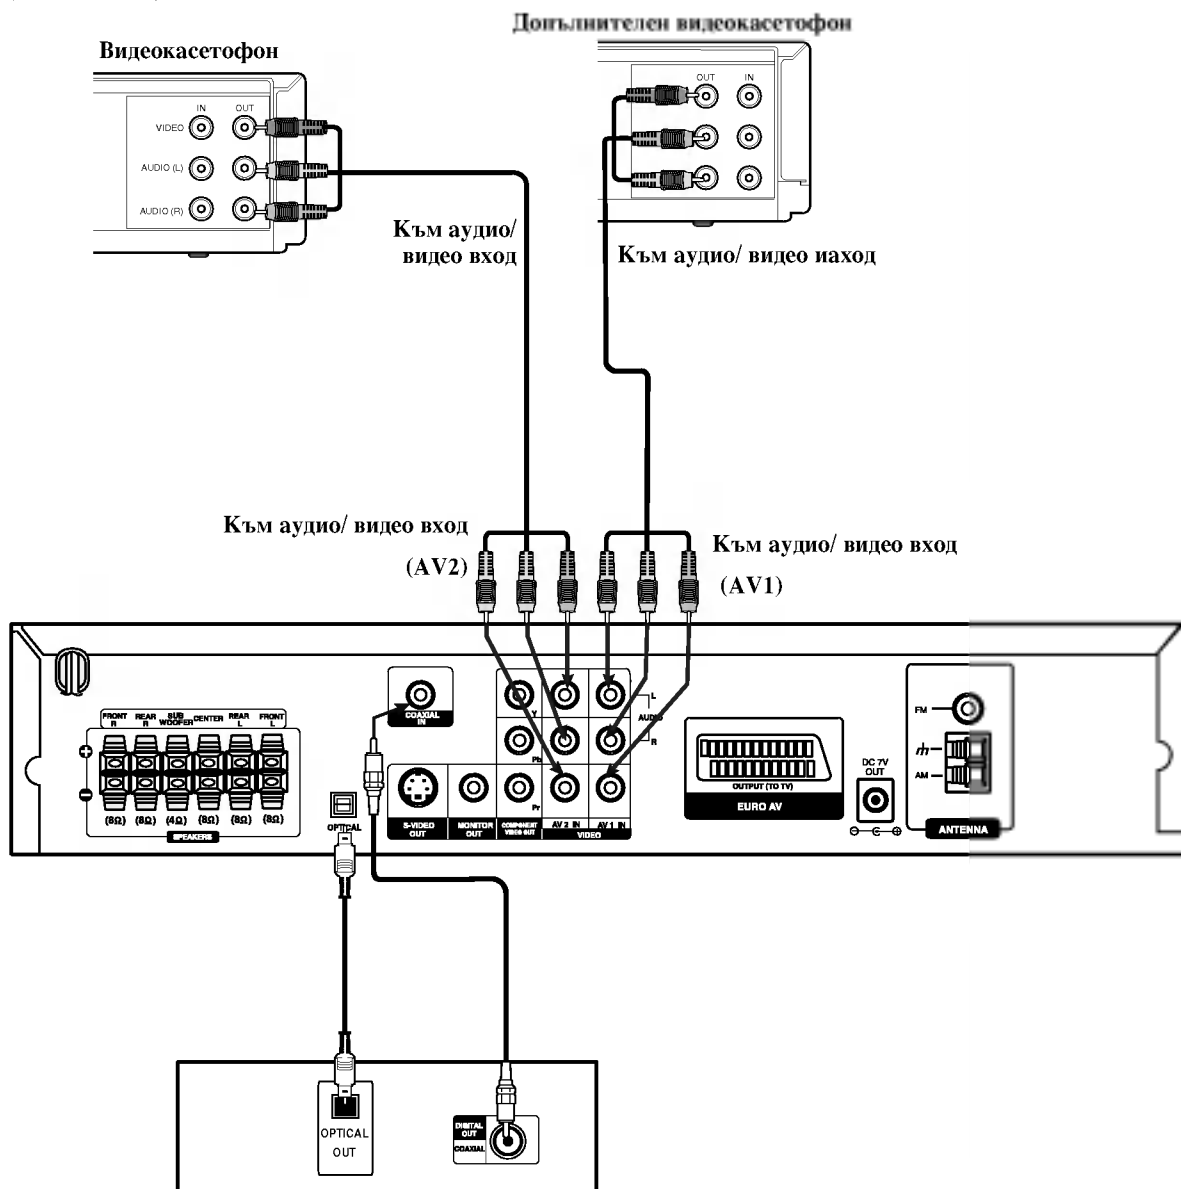 Допълнителен видеокасетофон
Видеокасетофон
OUT
IN
IN
OUT
VIDEO
AUDIO (L)
AUDIO (R)
Към аудио/
видео вход
Към аудио/ видео иаход
Към аудио/ видео вход
(AV2)
Към аудио/ видео вход
(AV1)
COAXIAL
IN
FRONT
R
REAR
R
SUB
WOOFER
CENTER
REAR
L
FRONT
L
Y
Pb
Pr
L
AUDIO
R
FM
AM
DC 7V
OUT
OUTPUT (TO TV)
EURO AV
(8Ω)
(8Ω)
(4Ω)
(8Ω)
(8Ω)
(8Ω)
SPEAKERS
OPTICAL
S-VIDEO
OUT
MONITOR
OUT
COMPONENT
VIDEO OUT
AV 2 IN
AV 1 IN
VIDEO
ANTENNA
OPTICAL
OUT
DIGITAL
OUT
COAXIAL